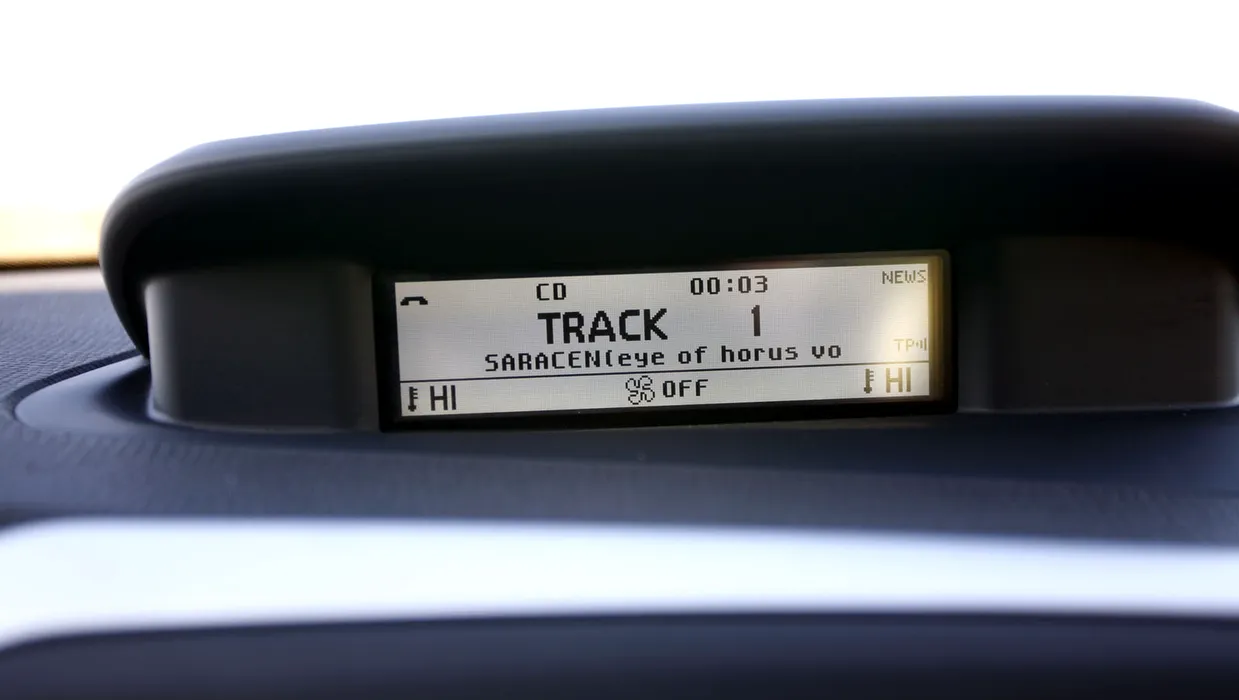 CD 00:03 NEWS
TRACK 1
SARACEN(eye of horus vo
TP
HI OFF HI